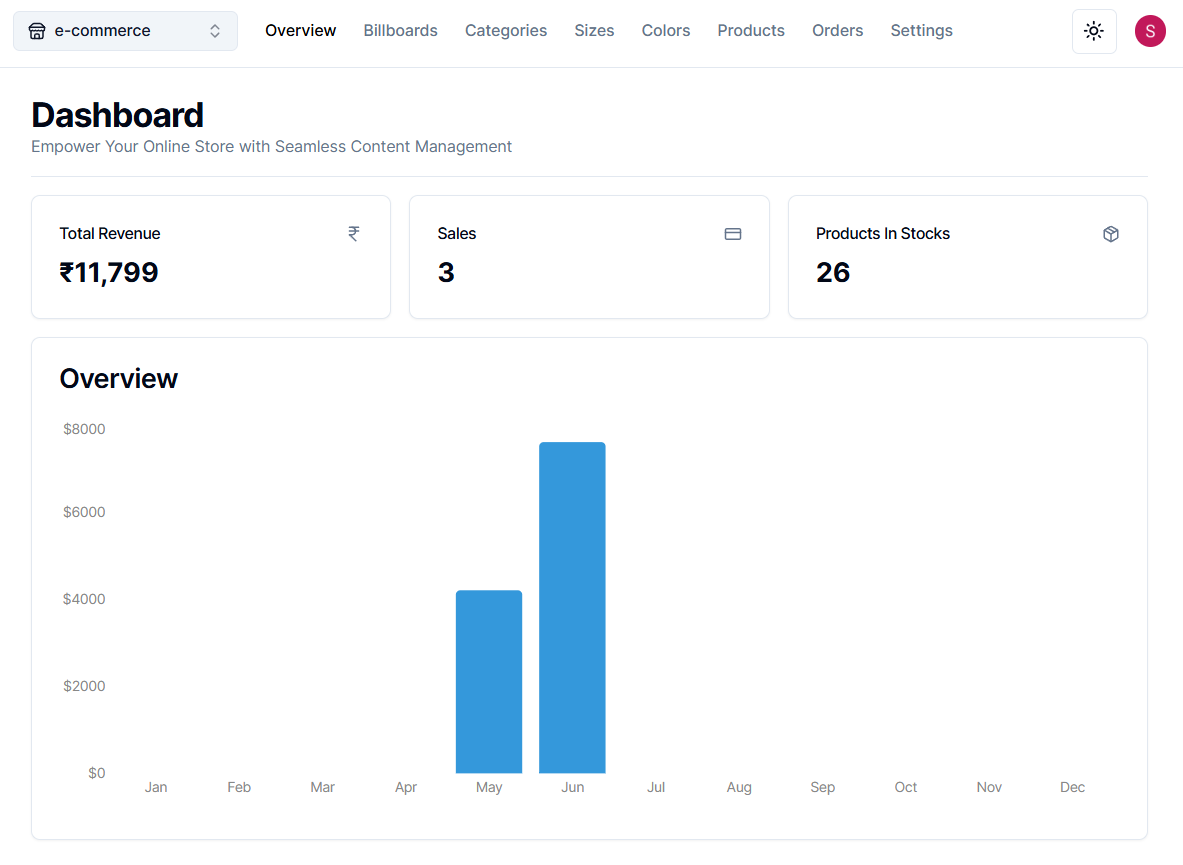 e-commerce Overview Billboards Categories Sizes Colors Products Orders Settings S
Dashboard
Empower Your Online Store with Seamless Content Management
Total Revenue ₹
₹11,799
Sales
3
Products In Stocks
26
Overview
$8000
$6000
$4000
$2000
$0
Jan Feb Mar Apr May Jun Jul Aug Sep Oct Nov Dec